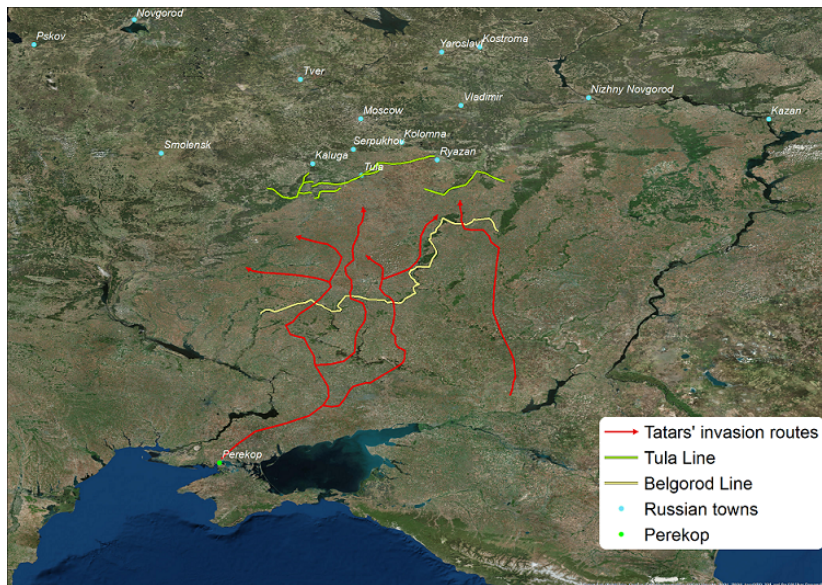 Novgorod
Pskov
Yaroslavl
Kostroma
Tver
Vladimir
Nizhny Novgorod
Moscow
Kazan
Smolensk
Serpukhov
Kolomna
Kaluga
Ryazan
Tula
Perekop
Tatars' invasion routes
Tula Line
Belgorod Line
Russian towns
Perekop